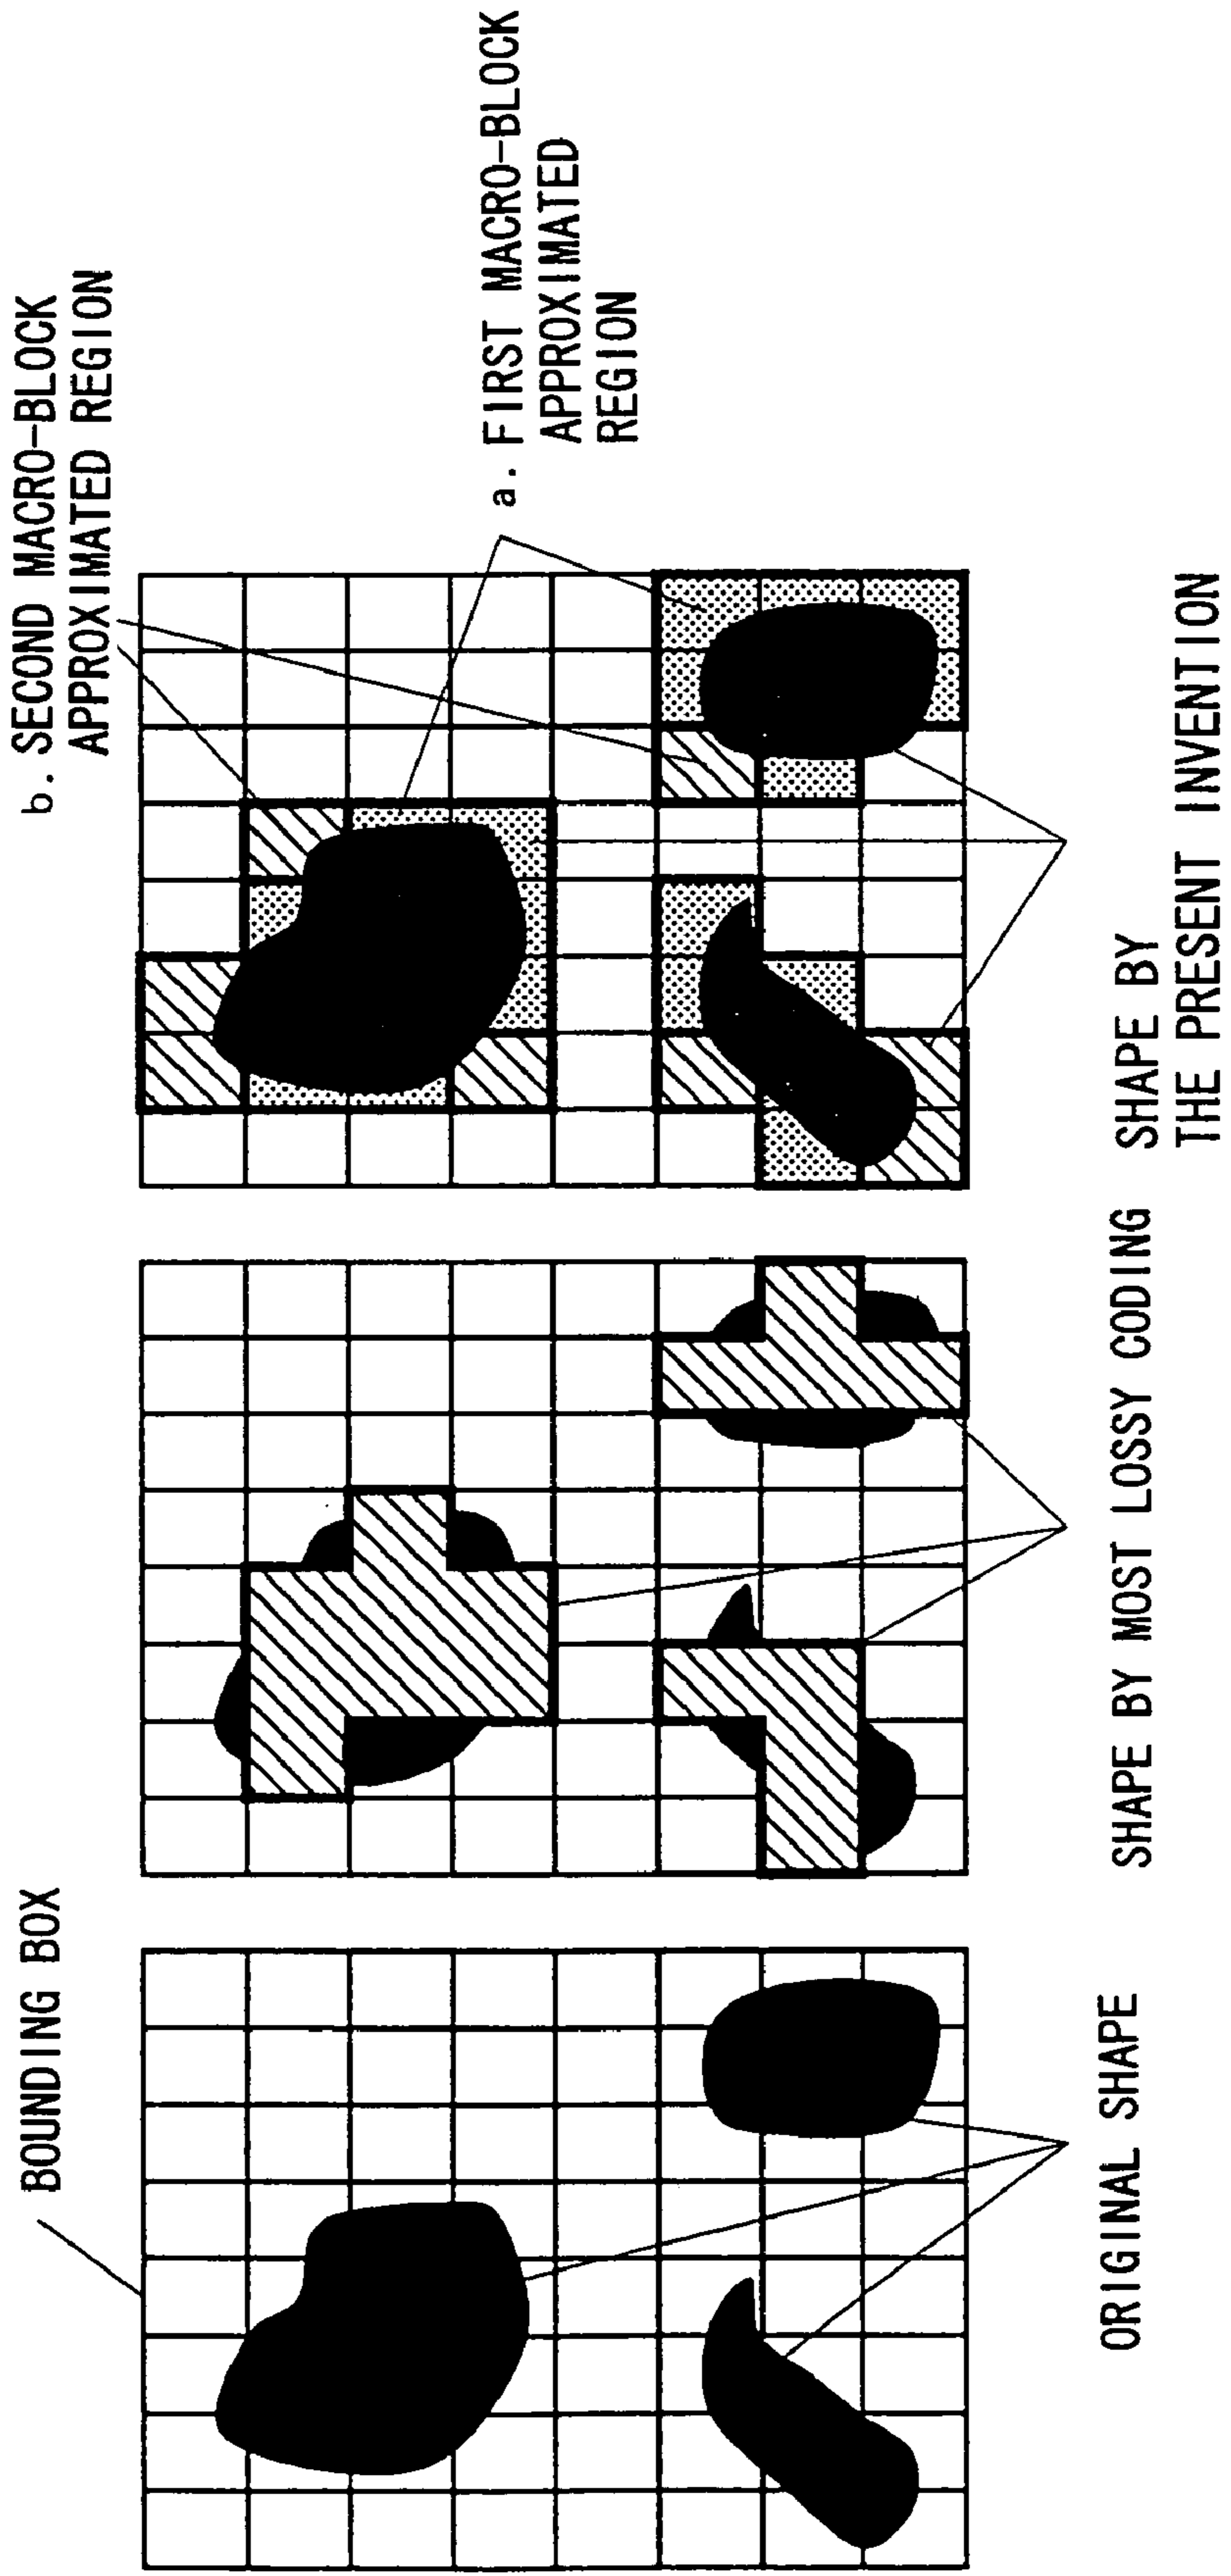 BOUNDING BOX
b. SECOND MACRO-BLOCK
APPROXIMATED REGION
a. FIRST MACRO-BLOCK
APPROXIMATED
REGION
ORIGINAL SHAPE
SHAPE BY MOST LOSSY CODING
SHAPE BY
THE PRESENT INVENTION